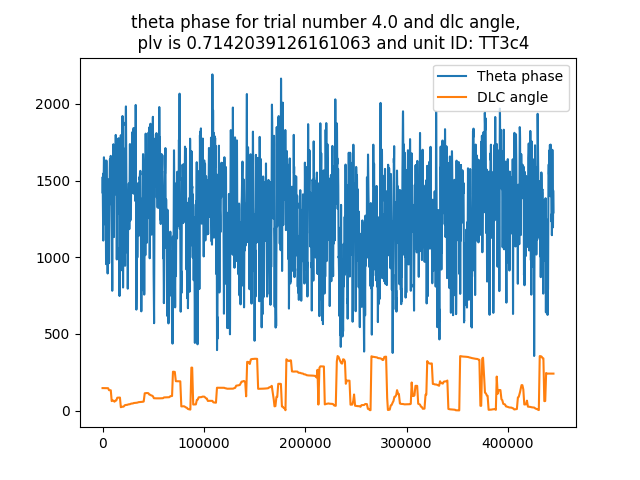 theta phase for trial number 4.0 and dlc angle,
plv is 0.7142039126161063 and unit ID: TT3c4
Theta phase
DLC angle
2000
1500
1000
500
0
0 100000 200000 300000 400000